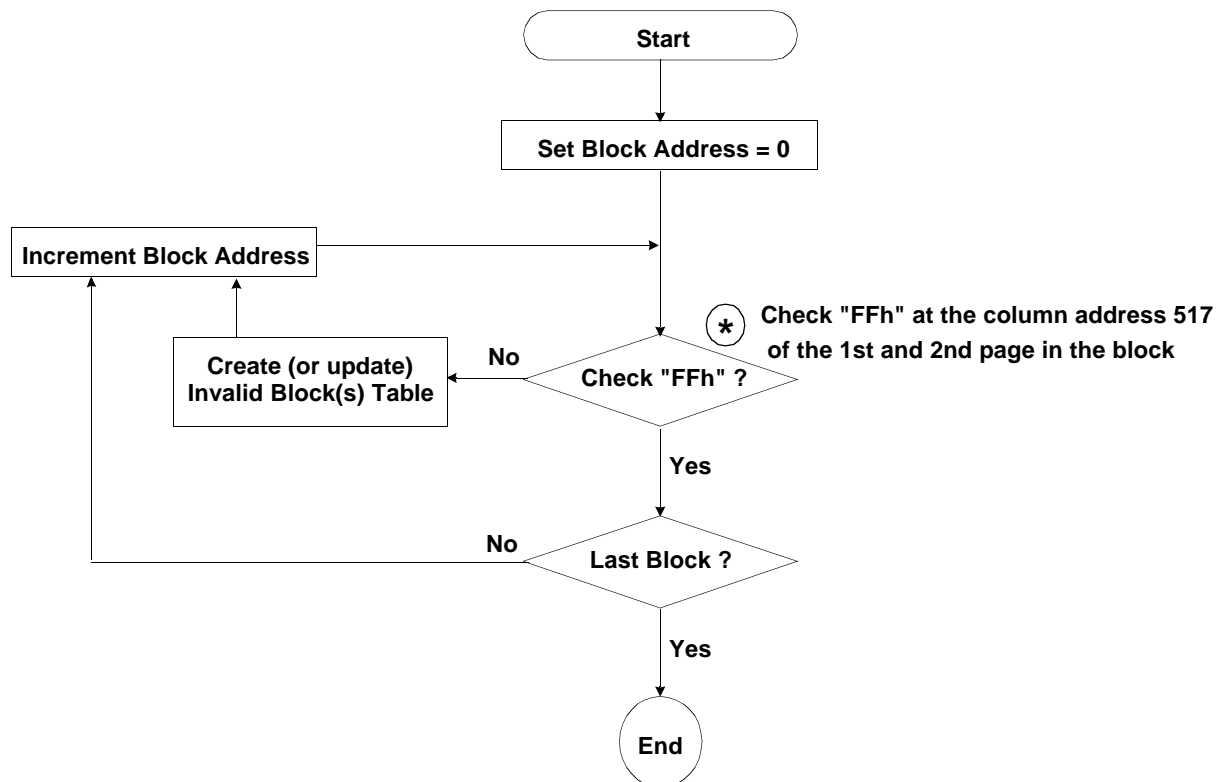 Start
Set Block Address = 0
Increment Block Address
*
Check "FFh" at the column address 517
of the 1st and 2nd page in the block
No
Create (or update)
Invalid Block(s) Table
Check "FFh" ?
Yes
No
Last Block ?
Yes
End